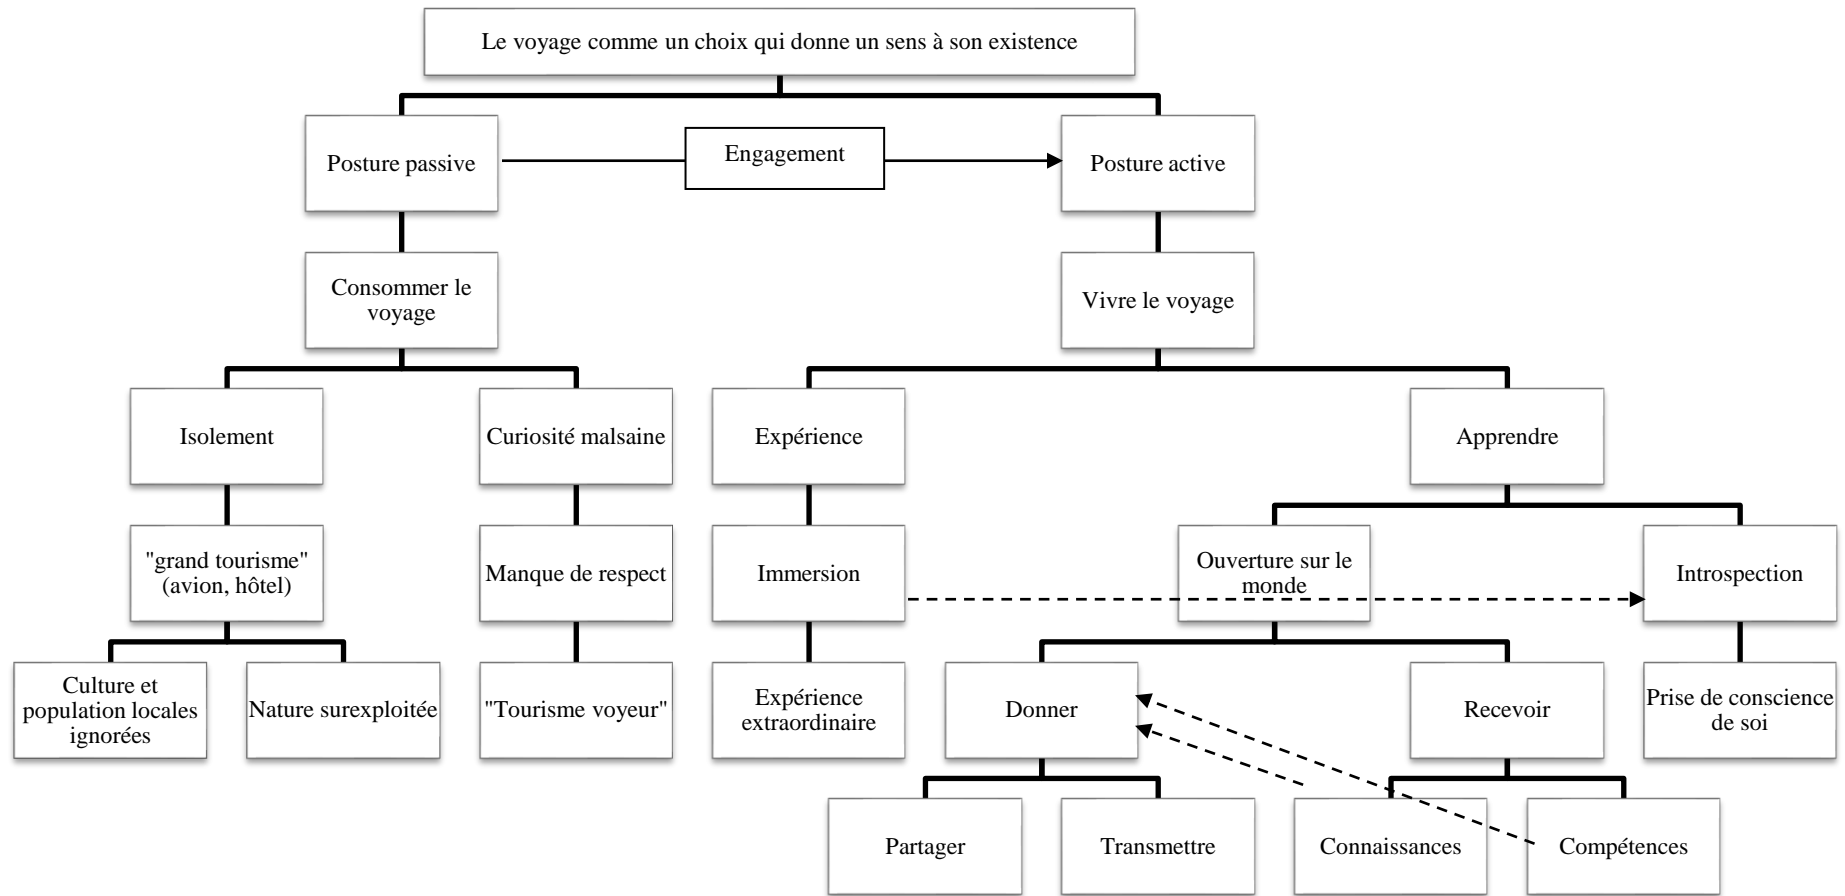 Le voyage comme un choix qui donne un sens à son existence
Posture passive
Engagement
Posture active
Consommer le
voyage
Vivre le voyage
Isolement
Curiosité malsaine
Expérience
Apprendre
"grand tourisme"
(avion, hôtel)
Manque de respect
Immersion
Ouverture sur le
monde
Introspection
Culture et
population locales
ignorées
Nature surexploitée
"Tourisme voyeur"
Expérience
extraordinaire
Donner
Recevoir
Prise de conscience
de soi
Partager
Transmettre
Connaissances
Compétences